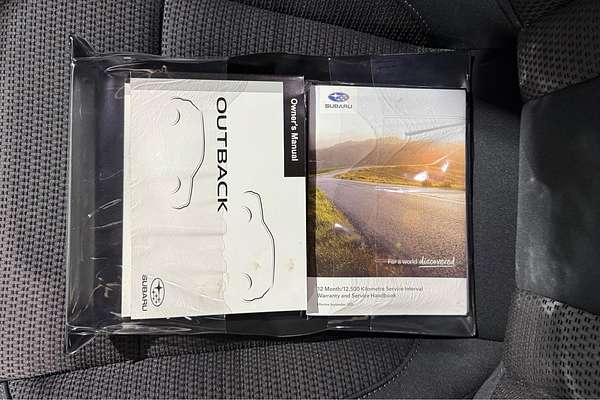 Owner's Manual
OUTBACK
SUBARU
SUBARU
For a world discovered
12 Month/12,500 Kilometre Service Interval
Warranty and Service Handbook